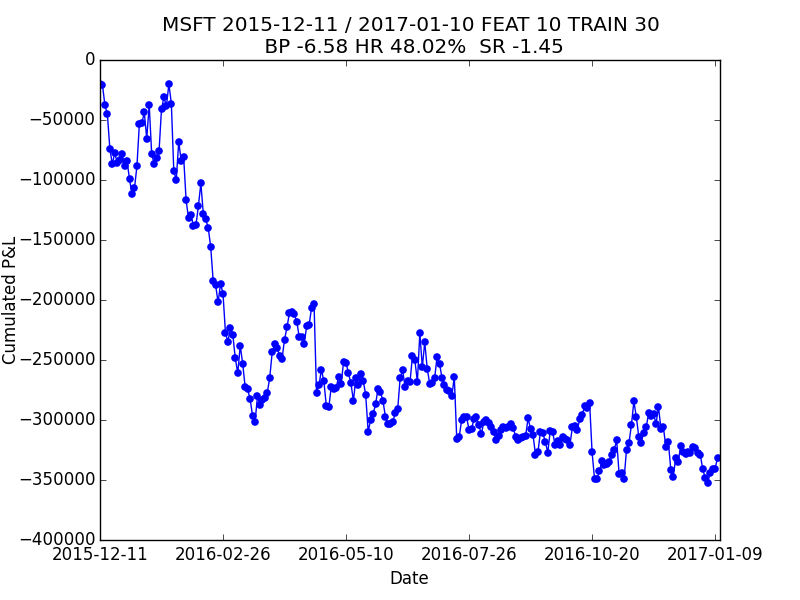 MSFT 2015-12-11 / 2017-01-10 FEAT 10 TRAIN 30
BP -6.58 HR 48.02%  SR -1.45
0
−50000
−100000
−150000
−200000
−250000
−300000
−350000
−400000
Cumulated P&L
2015-12-11 2016-02-26 2016-05-10 2016-07-26 2016-10-20 2017-01-09
Date